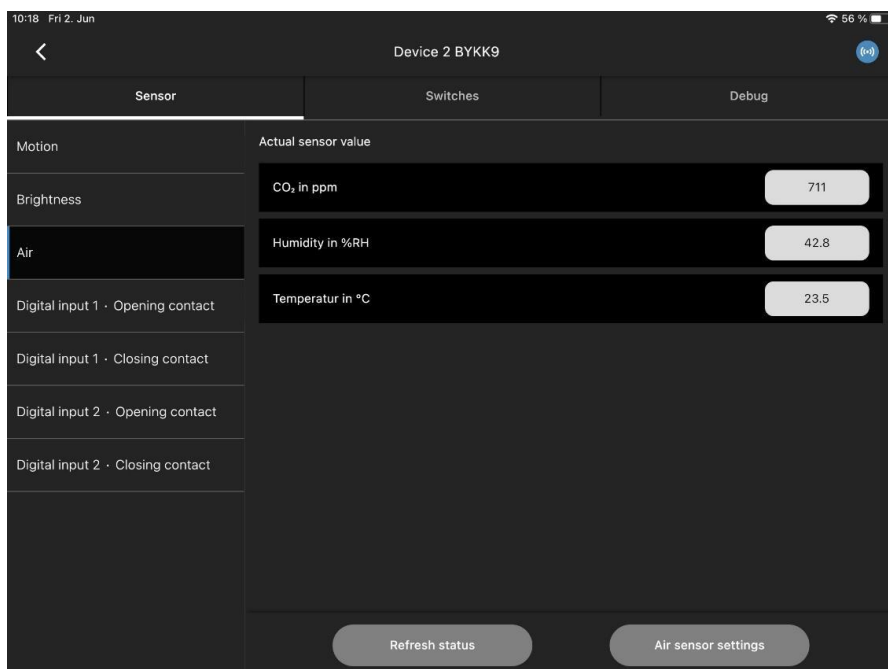 10:18 Fri 2. Jun 56 %
Device 2 BYKK9
Sensor Switches Debug
Motion
Brightness
Air
Digital input 1 · Opening contact
Digital input 1 · Closing contact
Digital input 2 · Opening contact
Digital input 2 · Closing contact
Actual sensor value
CO₂ in ppm 711
Humidity in %RH 42.8
Temperatur in °C 23.5
Refresh status Air sensor settings